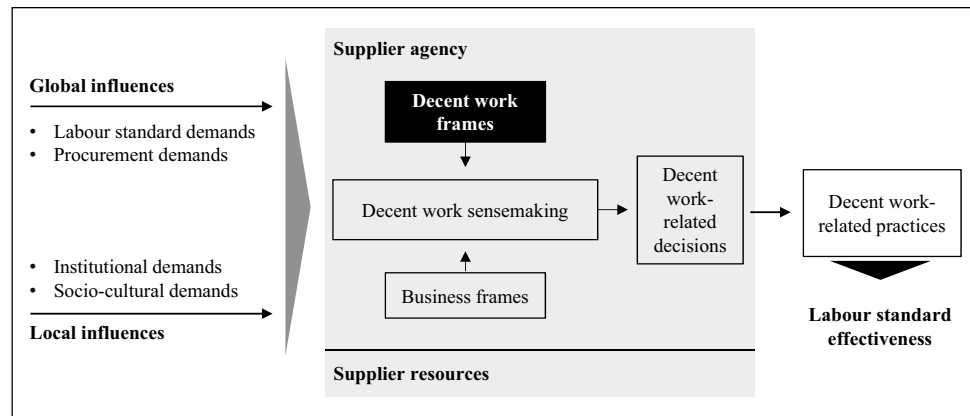 Global influences
• Labour standard demands
• Procurement demands
• Institutional demands
• Socio-cultural demands
Local influences
Supplier agency
Decent work
frames
Decent work sensemaking
Business frames
Decent
work-
related
decisions
Supplier resources
Decent work-
related practices
Labour standard
effectiveness